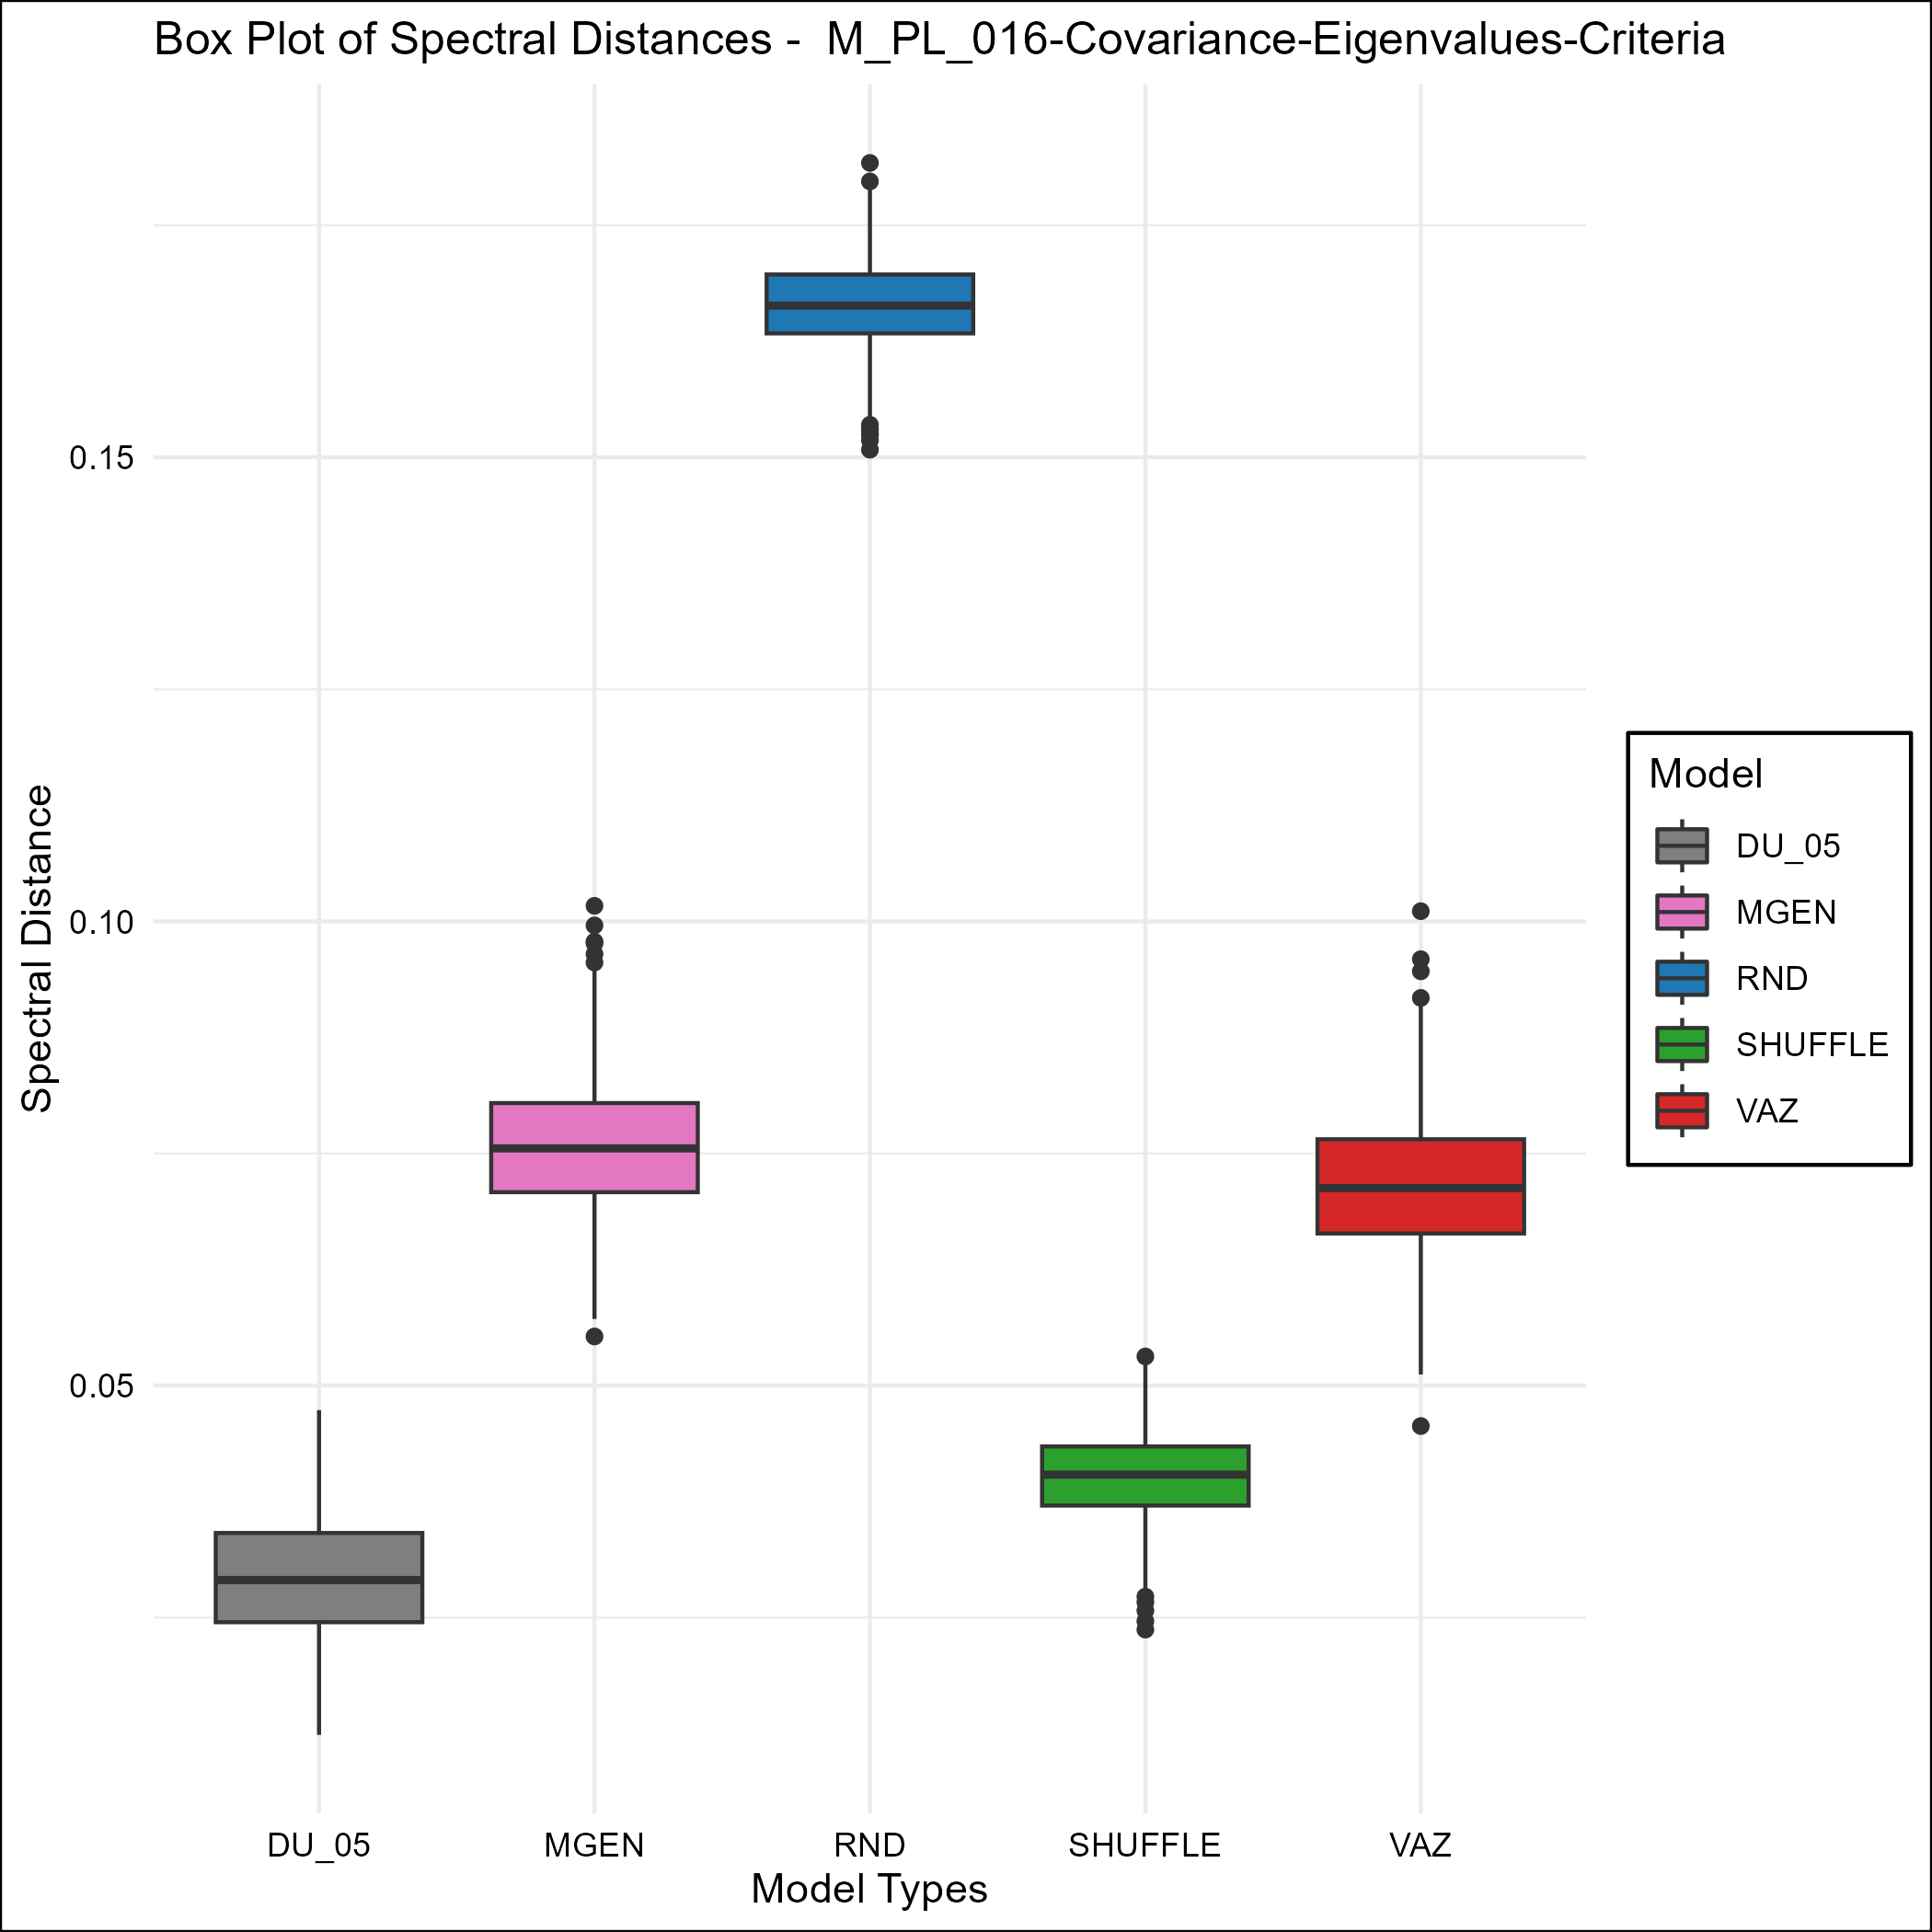 Box Plot of Spectral Distances -  M_PL_016-Covariance-Eigenvalues-Criteria
Spectral Distance
0.15
0.10
0.05
DU_05
MGEN
RND
SHUFFLE
VAZ
Model Types
Model
DU_05
MGEN
RND
SHUFFLE
VAZ